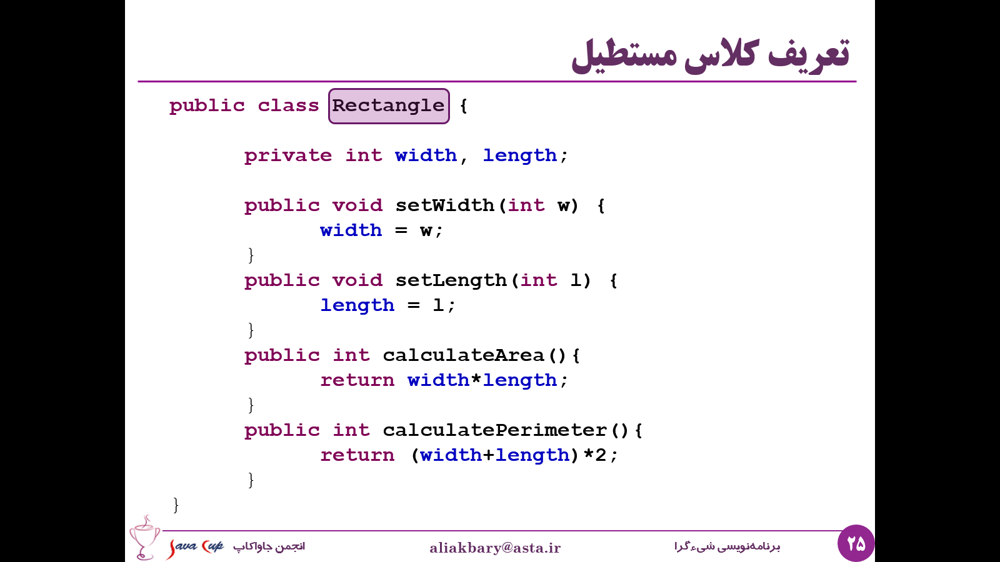 تعریف کلاس مستطیل
public class Rectangle {
private int width, length;
public void setWidth(int w) {
width = w;
}
public void setLength(int l) {
length = l;
}
public int calculateArea(){
return width*length;
}
public int calculatePerimeter(){
return (width+length)*2;
}
}
۲۵
برنامه‌نویسی شیءگرا
aliakbary@asta.ir
انجمن جاواکاپ
Java Cup